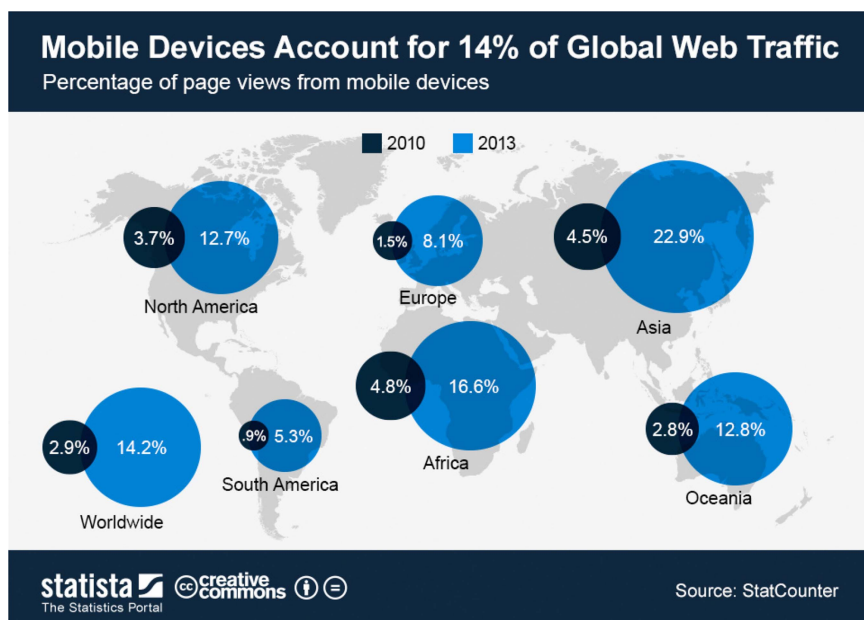 Mobile Devices Account for 14% of Global Web Traffic
Percentage of page views from mobile devices
2010 2013
3.7% 12.7%
North America
1.5% 8.1%
Europe
4.5% 22.9%
Asia
4.8% 16.6%
Africa
2.9% 14.2%
Worldwide
.9% 5.3%
South America
2.8% 12.8%
Oceania
statista
The Statistics Portal
cc creative commons
Source: StatCounter